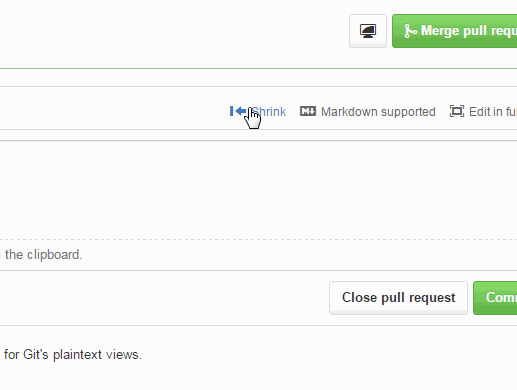 Merge pull requ
Shrink Markdown supported Edit in fu
the clipboard.
Close pull request Comm
for Git's plaintext views.